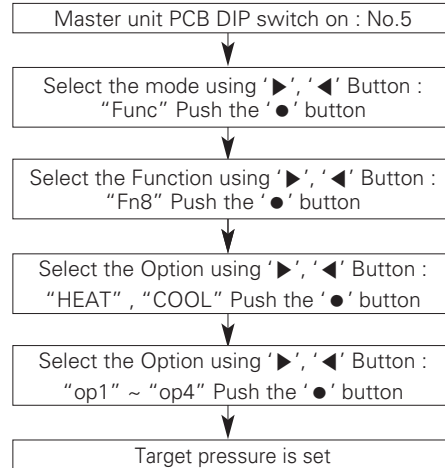 Master unit PCB DIP switch on : No.5
Select the mode using ‘▶’, ‘◀’ Button :
“Func” Push the ‘●’ button
Select the Function using ‘▶’, ‘◀’ Button :
“Fn8” Push the ‘●’ button
Select the Option using ‘▶’, ‘◀’ Button :
“HEAT” , “COOL” Push the ‘●’ button
Select the Option using ‘▶’, ‘◀’ Button :
“op1” ~ “op4” Push the ‘●’ button
Target pressure is set